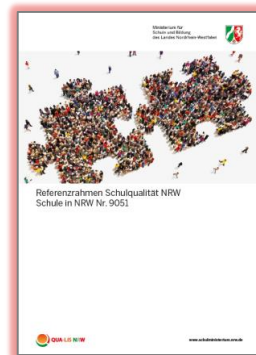 Ministerium für
Schule und Bildung
des Landes Nordrhein-Westfalen
Referenzrahmen Schulqualität NRW
Schule in NRW Nr. 9051
QUA-LiS NRW
www.schulministerium.nrw.de